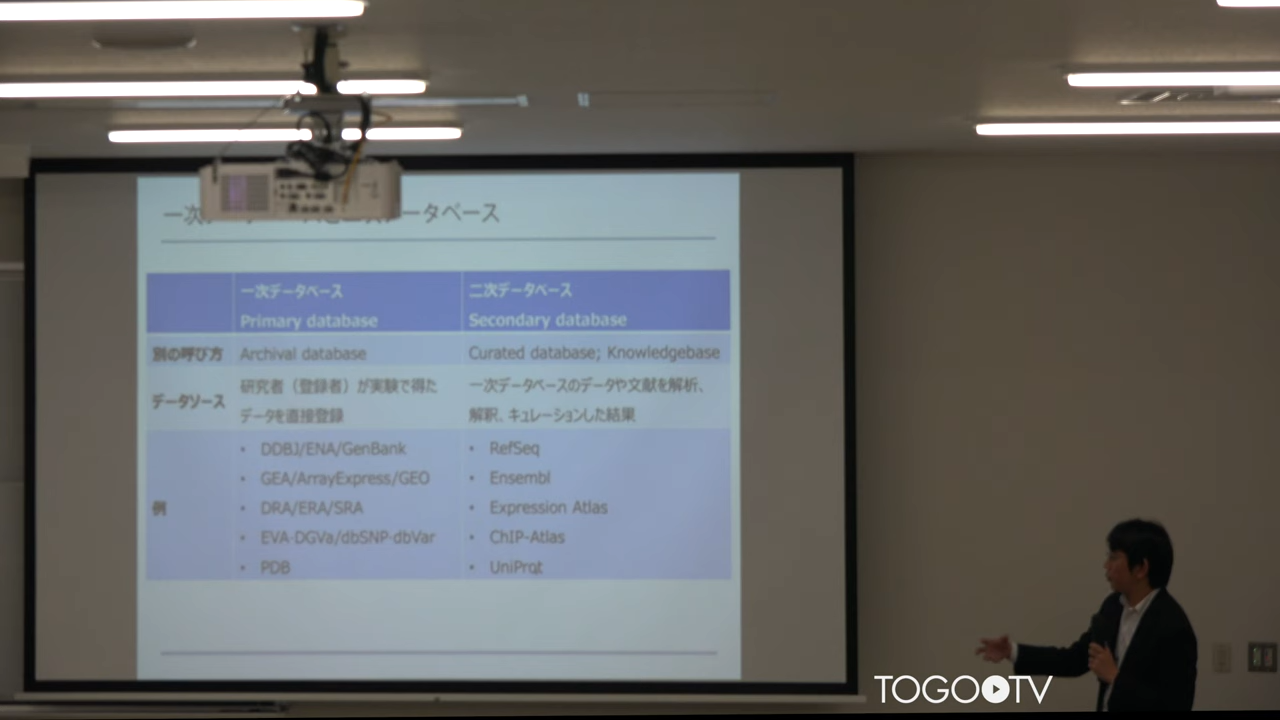 一次データベース
一次データベース 二次データベース
Primary database Secondary database
別の呼び方 Archival database Curated database; Knowledgebase
データソース
研究者（登録者）が実験で得た
データを直接登録
一次データベースのデータや文献を解析、
解釈、キュレーションした結果
例
• DDBJ/ENA/GenBank
• GEA/ArrayExpress/GEO
• DRA/ERA/SRA
• EVA-DGVa/dbSNP-dbVar
• PDB
• RefSeq
• Ensembl
• Expression Atlas
• ChIP-Atlas
• UniProt
TOGOTV